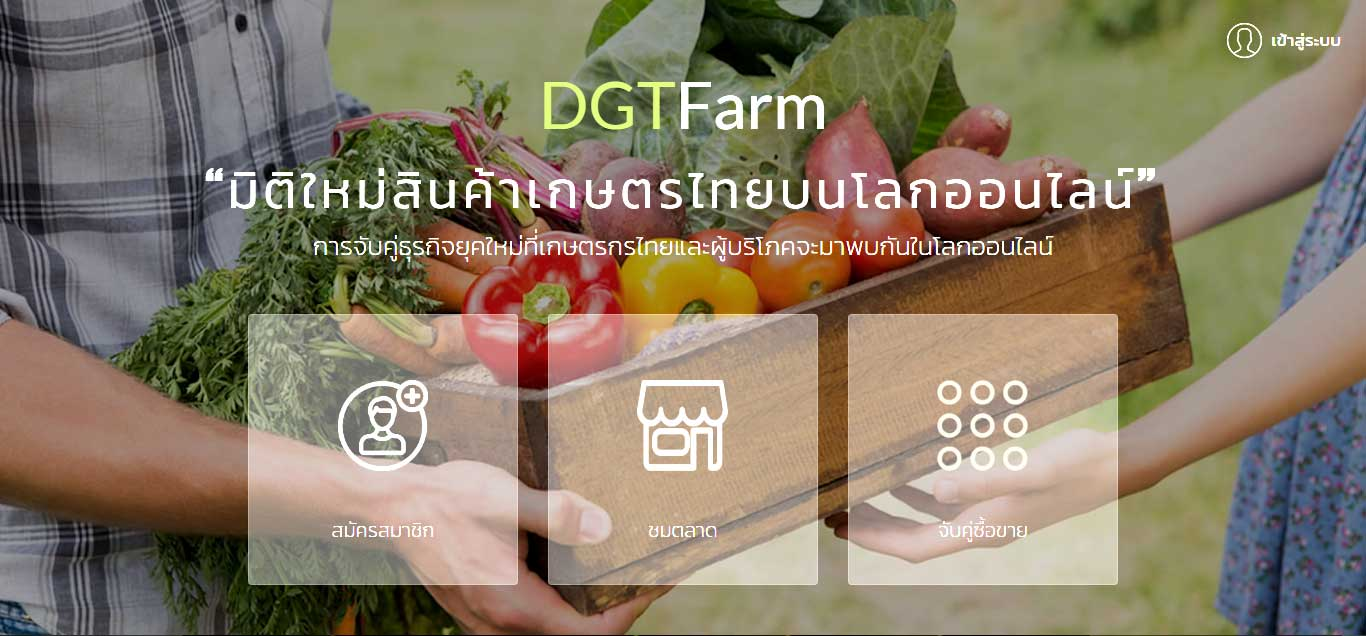 เข้าสู่ระบบ
DGTFarm
“มิติใหม่สินค้าเกษตรไทยบนโลกออนไลน์”
การจับคู่ธุรกิจยุคใหม่ที่เกษตรกรไทยและผู้บริโภคจะมาพบกันในโลกออนไลน์
สมัครสมาชิก
ชมตลาด
จับคู่ซื้อขาย